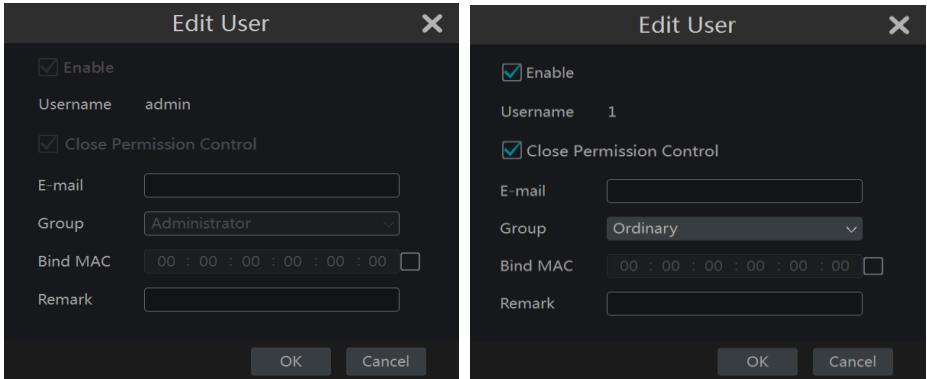 Edit User
Enable
Username admin
Close Permission Control
E-mail
Group Administrator
Bind MAC 00 : 00 : 00 : 00 : 00 : 00
Remark
OK Cancel
Edit User
Enable
Username 1
Close Permission Control
E-mail
Group Ordinary
Bind MAC 00 : 00 : 00 : 00 : 00 : 00
Remark
OK Cancel